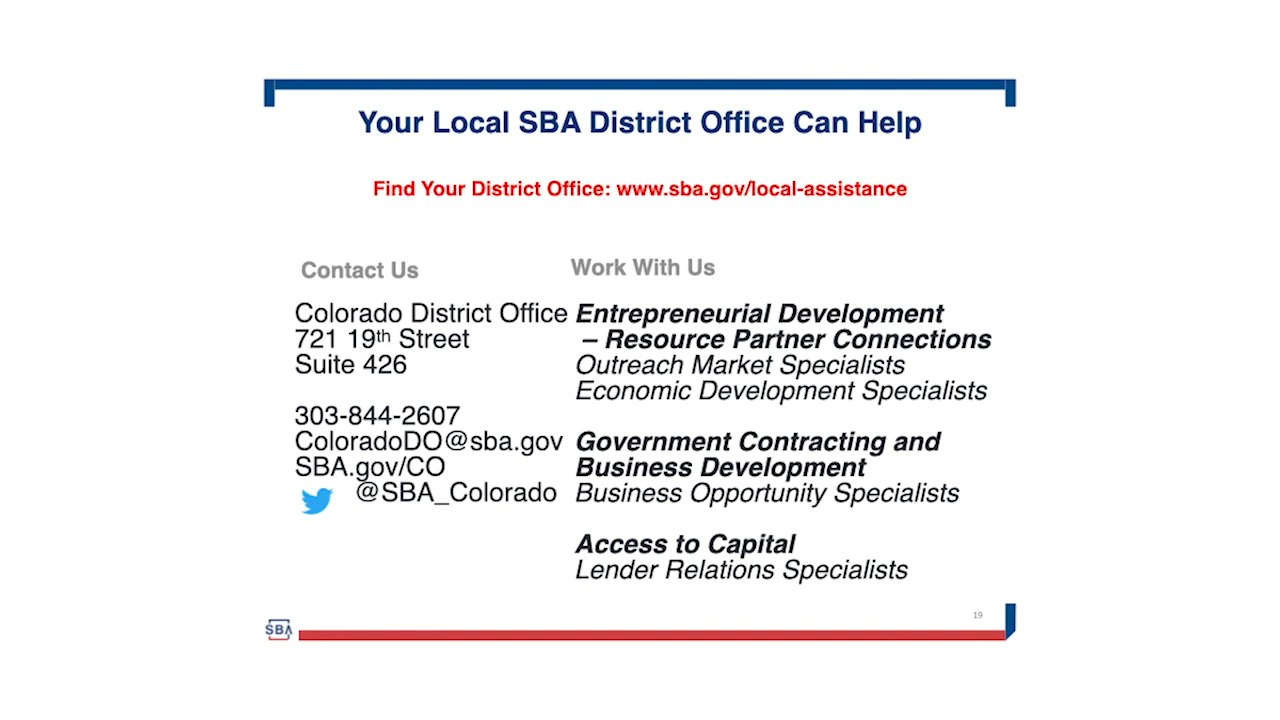 Your Local SBA District Office Can Help
Find Your District Office: www.sba.gov/local-assistance
Contact Us
Colorado District Office
721 19th Street
Suite 426
303-844-2607
ColoradoDO@sba.gov
SBA.gov/CO
@SBA_Colorado
Work With Us
Entrepreneurial Development
– Resource Partner Connections
Outreach Market Specialists
Economic Development Specialists
Government Contracting and
Business Development
Business Opportunity Specialists
Access to Capital
Lender Relations Specialists
19
SBA